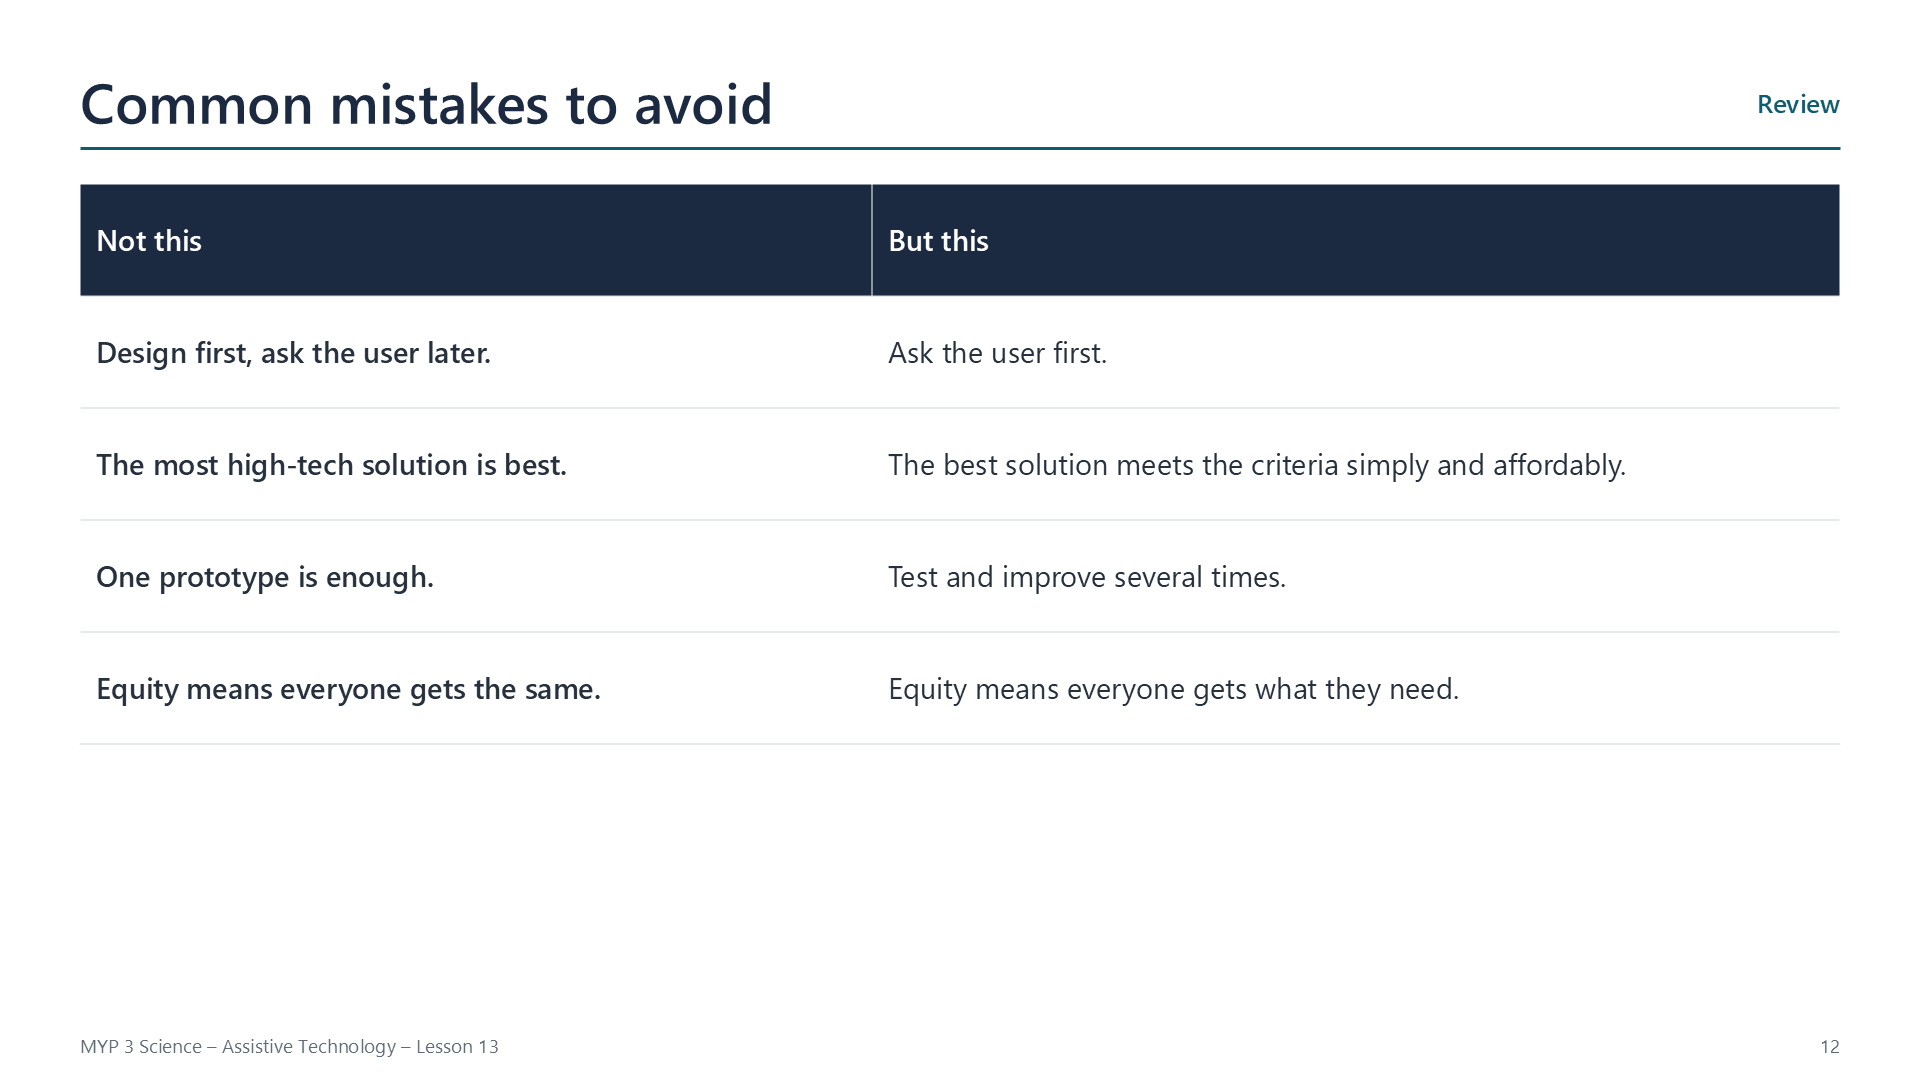 Common mistakes to avoid
Review
Not this
But this
Design first, ask the user later.
Ask the user first.
The most high-tech solution is best.
The best solution meets the criteria simply and affordably.
One prototype is enough.
Test and improve several times.
Equity means everyone gets the same.
Equity means everyone gets what they need.
MYP 3 Science – Assistive Technology – Lesson 13
12